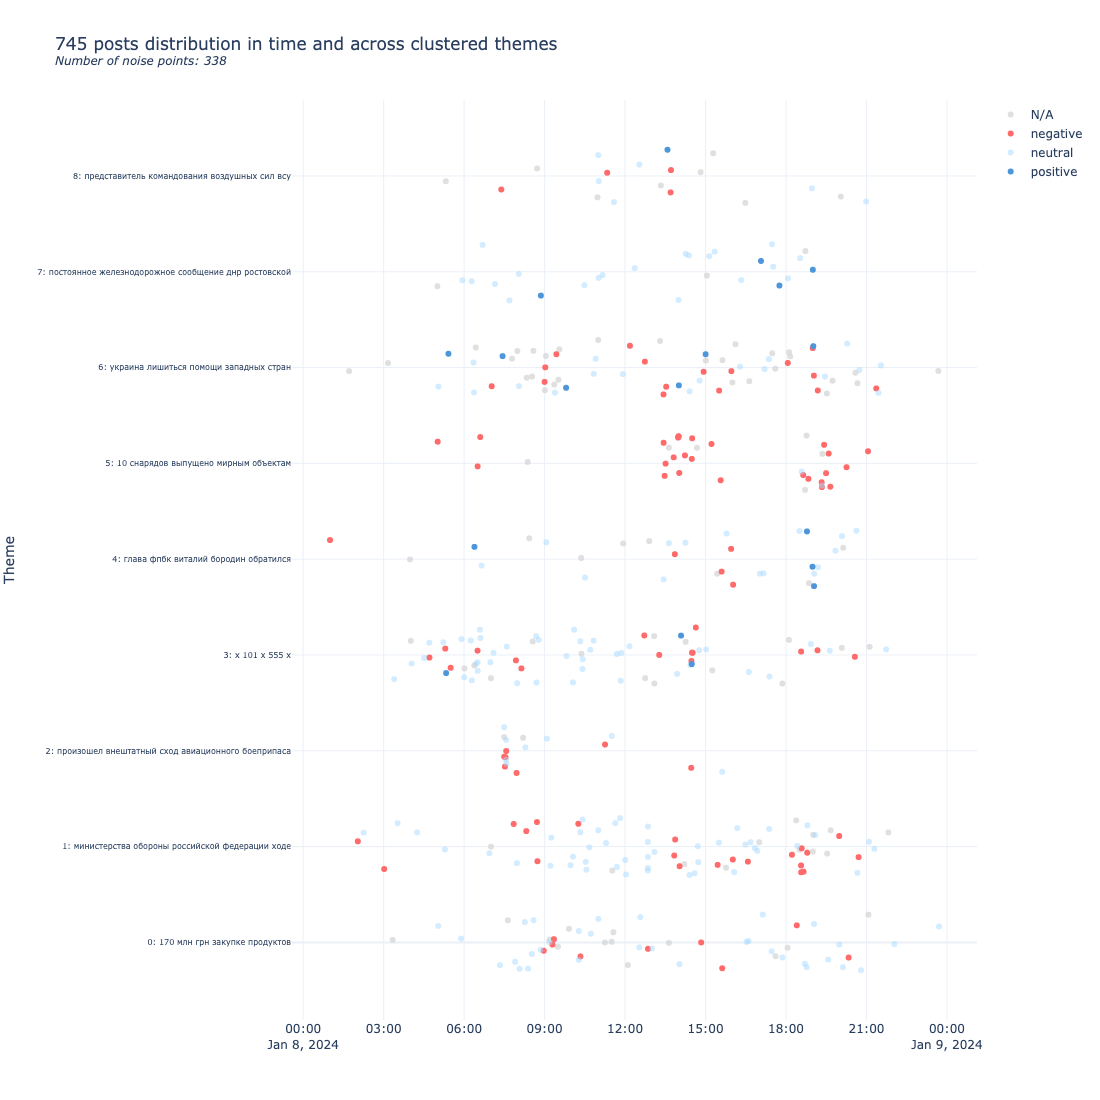 745 posts distribution in time and across clustered themes
Number of noise points: 338
N/A
negative
neutral
positive
Theme
8: представитель командования воздушных сил всу
7: постоянное железнодорожное сообщение днр ростовской
6: украина лишиться помощи западных стран
5: 10 снарядов выпущено мирным объектам
4: глава фпбк виталий бородин обратился
3: х 101 х 555 х
2: произошел внештатный сход авиационного боеприпаса
1: министерства обороны российской федерации ходе
0: 170 млн грн закупке продуктов
00:00 03:00 06:00 09:00 12:00 15:00 18:00 21:00 00:00
Jan 8, 2024 Jan 9, 2024